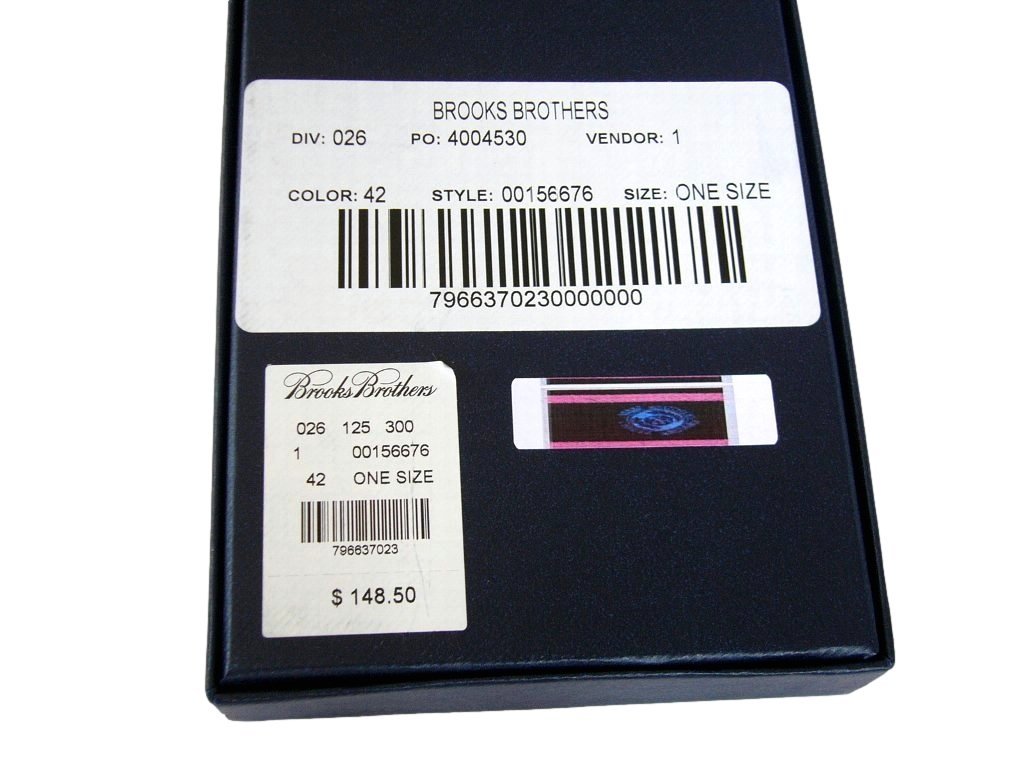 BROOKS BROTHERS
DIV: 026 PO: 4004530 VENDOR: 1
COLOR: 42 STYLE: 00156676 SIZE: ONE SIZE
7966370230000000
Brooks Brothers
026 125 300
1 00156676
42 ONE SIZE
796637023
$ 148.50